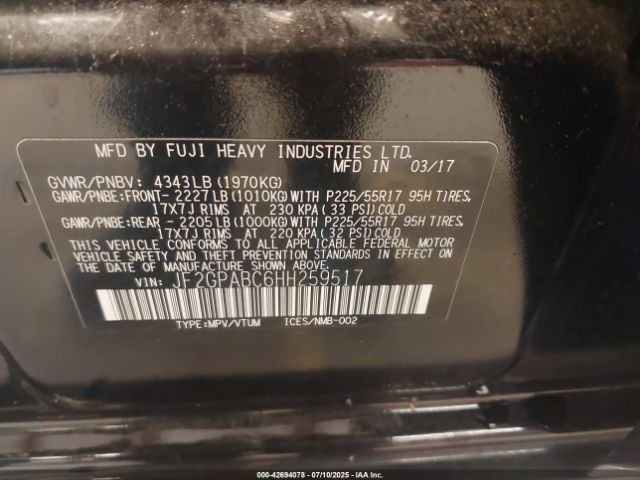 MFD BY FUJI HEAVY INDUSTRIES LTD.
MFD IN 03/17
GVWR/PNBV: 4343LB(1970KG)
GAWR/PNBE:FRONT- 2227LB(1010KG)WITH P225/55R17 95H TIRES,
17X7J RIMS AT 230 KPA(33 PSI)COLD
GAWR/PNBE:REAR - 2205LB(1000KG)WITH P225/55R17 95H TIRES,
17X7J RIMS AT 220 KPA(32 PSI)COLD
THIS VEHICLE CONFORMS TO ALL APPLICABLE FEDERAL MOTOR
VEHICLE SAFETY AND THEFT PREVENTION STANDARDS IN EFFECT ON
THE DATE OF MANUFACTURE SHOWN ABOVE.
VIN: JF2GPABC6HH259517
TYPE:MPV/VTUM ICES/NMB-002
000-42694078 - 07/10/2025 - IAAI.com